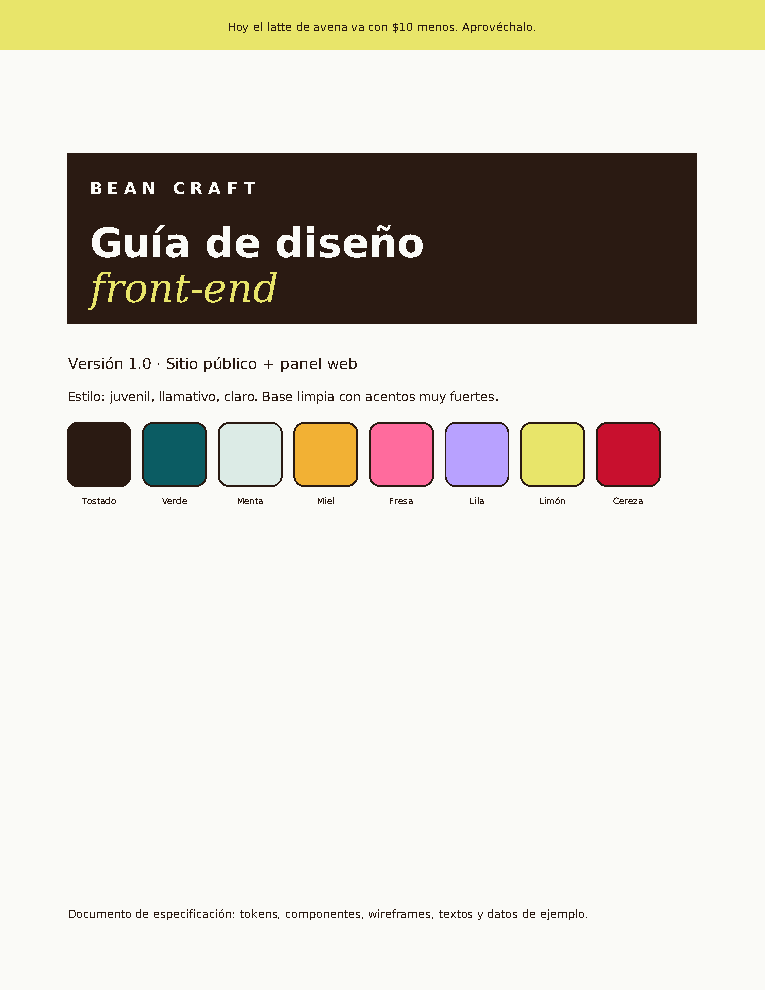 Hoy el latte de avena va con $10 menos. Aprovéchalo.
BEAN CRAFT
Guía de diseño
front-end
Versión 1.0 · Sitio público + panel web
Estilo: juvenil, llamativo, claro. Base limpia con acentos muy fuertes.
Tostado Verde Menta Miel Fresa Lila Limón Cereza
Documento de especificación: tokens, componentes, wireframes, textos y datos de ejemplo.